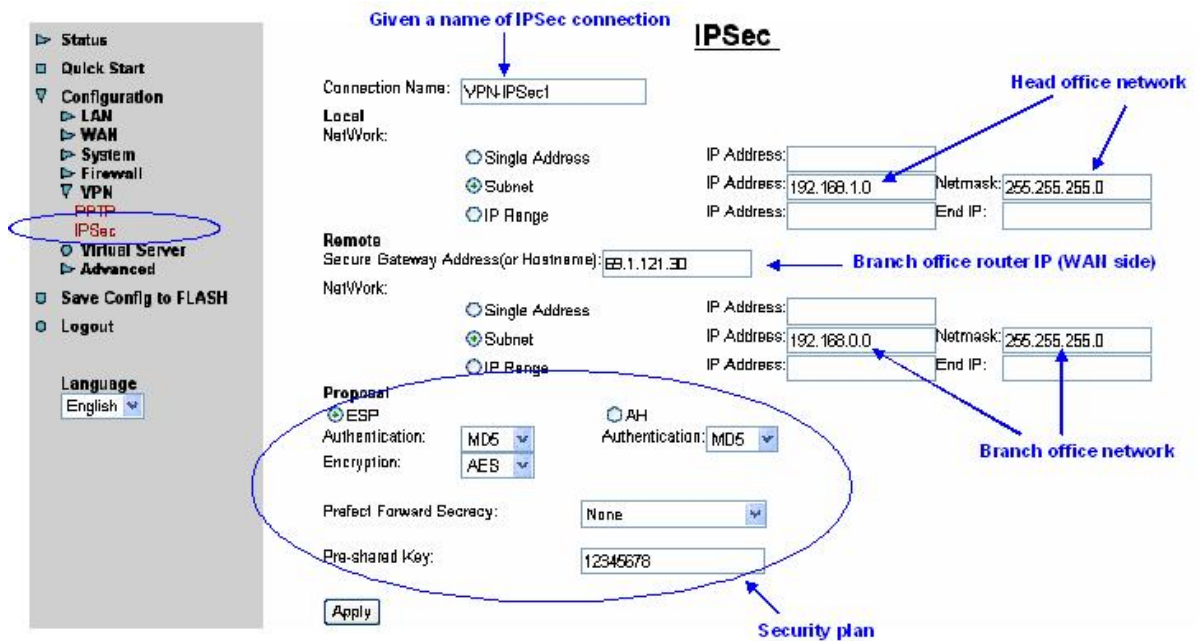 Given a name of IPSec connection
IPSec
Status
Quick Start
Configuration
LAN
WAN
System
Firewall
VPN
PPTP
IPSec
Virtual Server
Advanced
Save Config to FLASH
Logout
Language
English
Connection Name: VPN-IPSec1
Head office network
Local
NetWork:
Single Address IP Address:
Subnet IP Address: 192.168.1.0 Netmask: 255.255.255.0
IP Range IP Address: End IP:
Remote
Secure Gateway Address(or Hostname): 69.1.121.30
Branch office router IP (WAN side)
NetWork:
Single Address IP Address:
Subnet IP Address: 192.168.0.0 Netmask: 255.255.255.0
IP Range IP Address: End IP:
Branch office network
Proposal
ESP AH
Authentication: MD5 Authentication: MD5
Encryption: AES
Prefect Forward Secrecy: None
Pre-shared Key: 12345678
Apply
Security plan